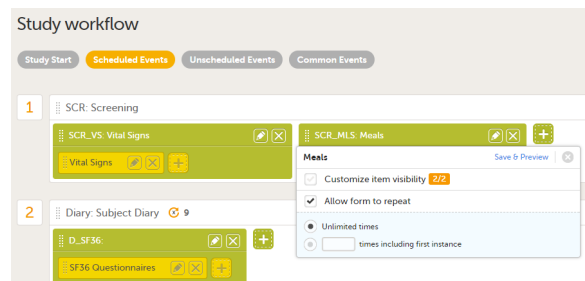 Study workflow
Study Start Scheduled Events Unscheduled Events Common Events
1 SCR: Screening
SCR_VS: Vital Signs SCR_MLS: Meals
Vital Signs
Meals Save & Preview
Customize item visibility 2/2
Allow form to repeat
Unlimited times
times including first instance
2 Diary: Subject Diary 9
D_SF36:
SF36 Questionnaires